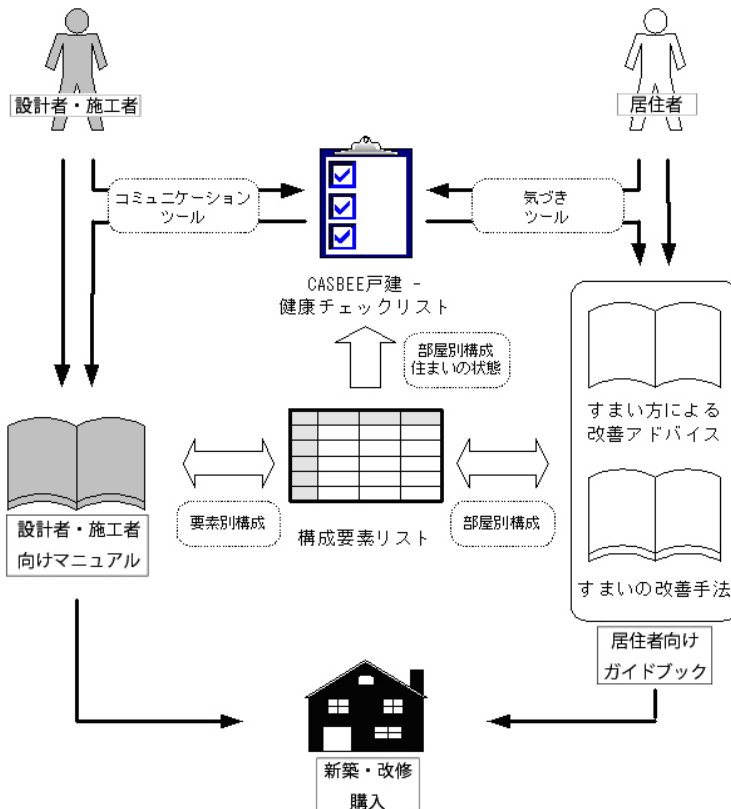 設計者・施工者
居住者
コミュニケーション
ツール
気づき
ツール
CASBEE戸建 -
健康チェックリスト
部屋別構成
住まいの状態
すまい方による
改善アドバイス
要素別構成
構成要素リスト
部屋別構成
設計者・施工者
向けマニュアル
すまいの改善手法
居住者向け
ガイドブック
新築・改修
購入